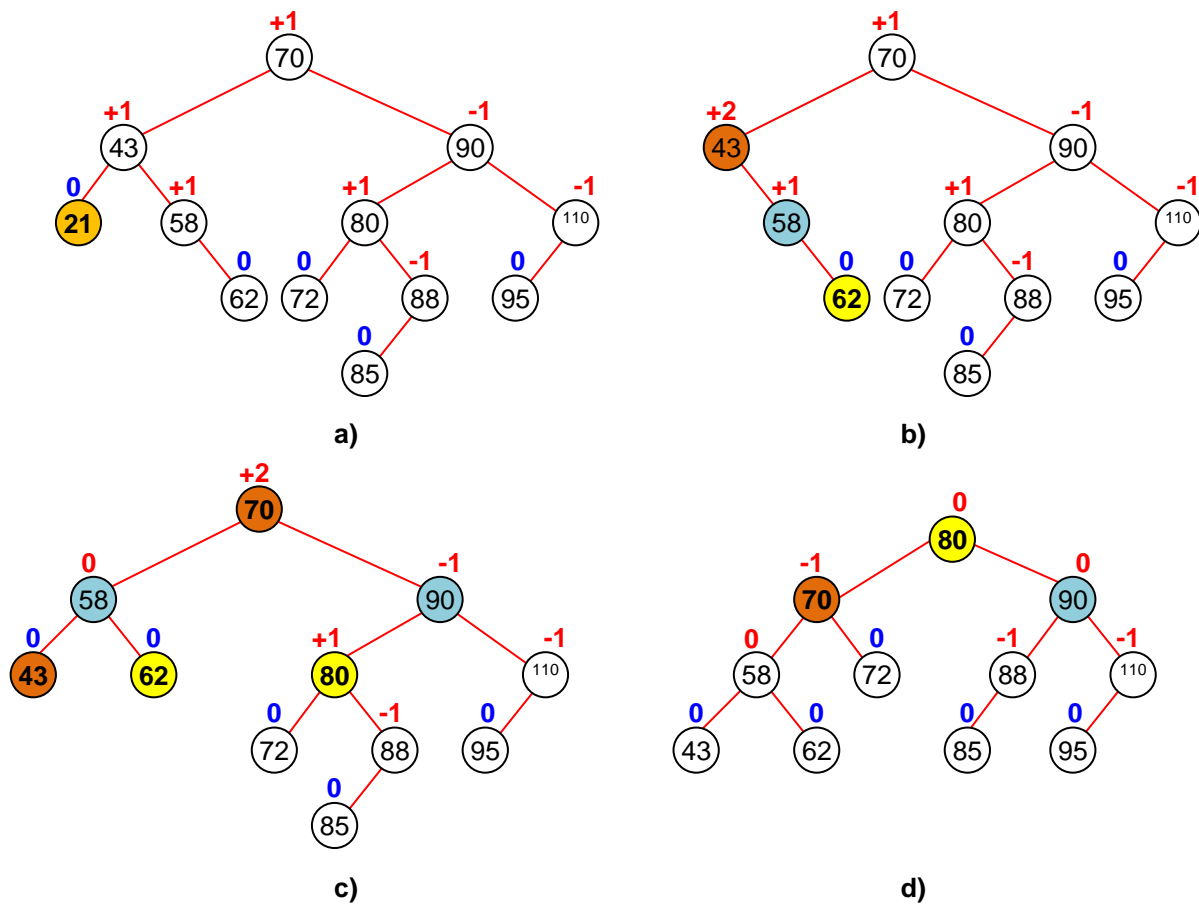 +1 +1
70 70
+1 -1 +2 -1
43 90 43 90
0 +1 +1 -1 +1 +1 -1
21 58 80 110 58 80 110
0 0 -1 0 0 0 -1 0
62 72 88 95 62 72 88 95
0 0
85 85
a) b)
+2
70
0
80
0 -1 -1 0
58 90 70 90
0 0 +1 -1 0 0 -1 -1
43 62 80 110 58 72 88 110
0 -1 0 0 0 0 0
72 88 95 43 62 85 95
0
85
c) d)